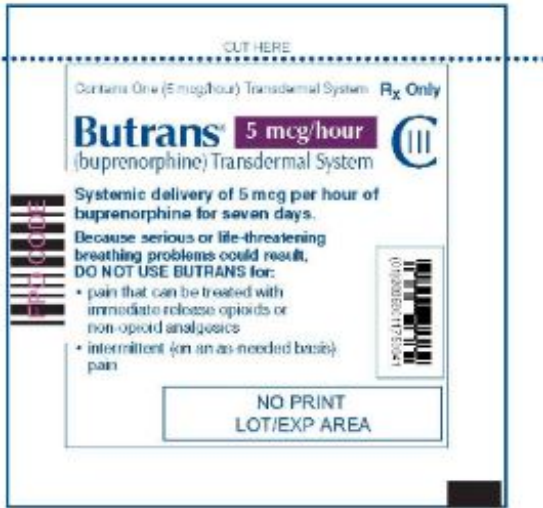 CUT HERE
Contains One (5 mcg/hour) Transdermal System Rx Only
Butrans® 5 mcg/hour CIII
(buprenorphine) Transdermal System
Systemic delivery of 5 mcg per hour of
buprenorphine for seven days.
Because serious or life-threatening
breathing problems could result,
DO NOT USE BUTRANS for:
• pain that can be treated with
immediate release opioids or
non-opioid analgesics
• intermittent (on an as-needed basis)
pain
CODE
NO PRINT
LOT/EXP AREA